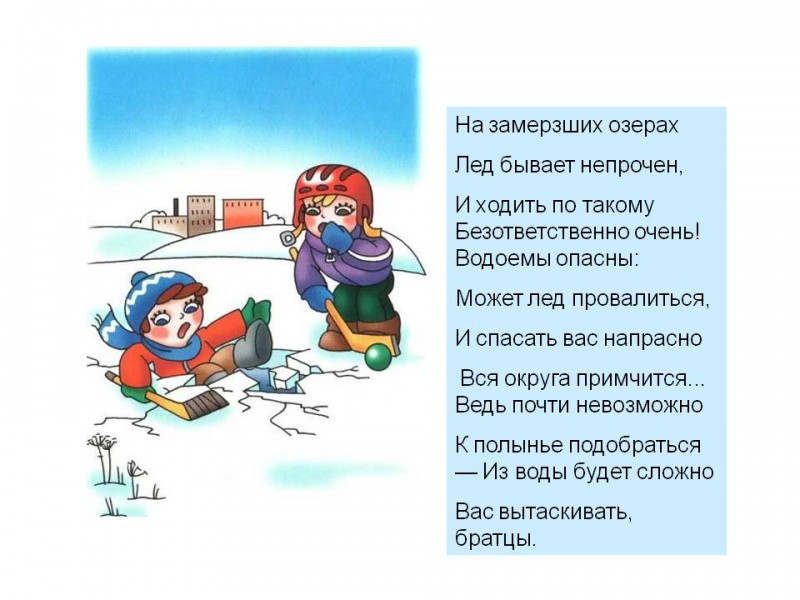 На замерзших озерах
Лед бывает непрочен,
И ходить по такому
Безответственно очень!
Водоемы опасны:
Может лед провалиться,
И спасать вас напрасно
Вся округа примчится...
Ведь почти невозможно
К полынье подобраться
— Из воды будет сложно
Вас вытаскивать,
братцы.